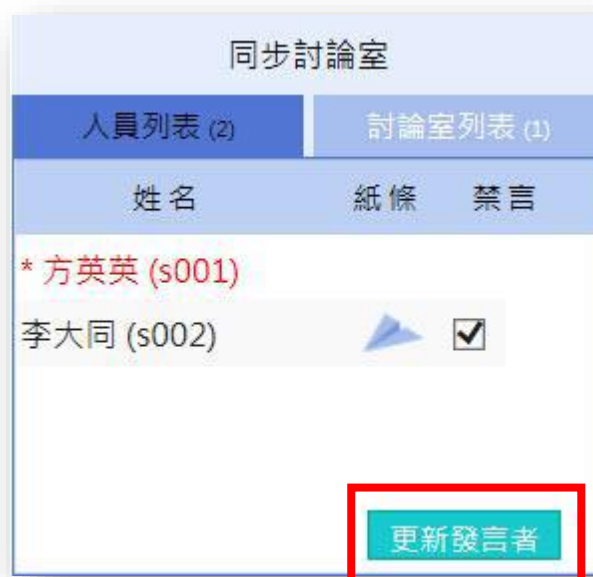 同步討論室
人員列表 (2) 討論室列表 (1)
姓名 紙條 禁言
* 方英英 (s001)
李大同 (s002)
更新發言者